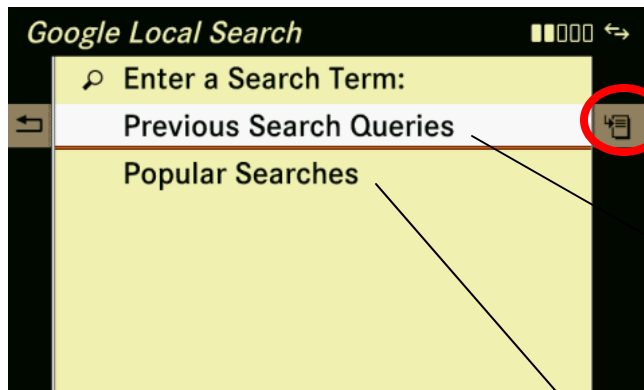 Google Local Search
Enter a Search Term:
Previous Search Queries
Popular Searches